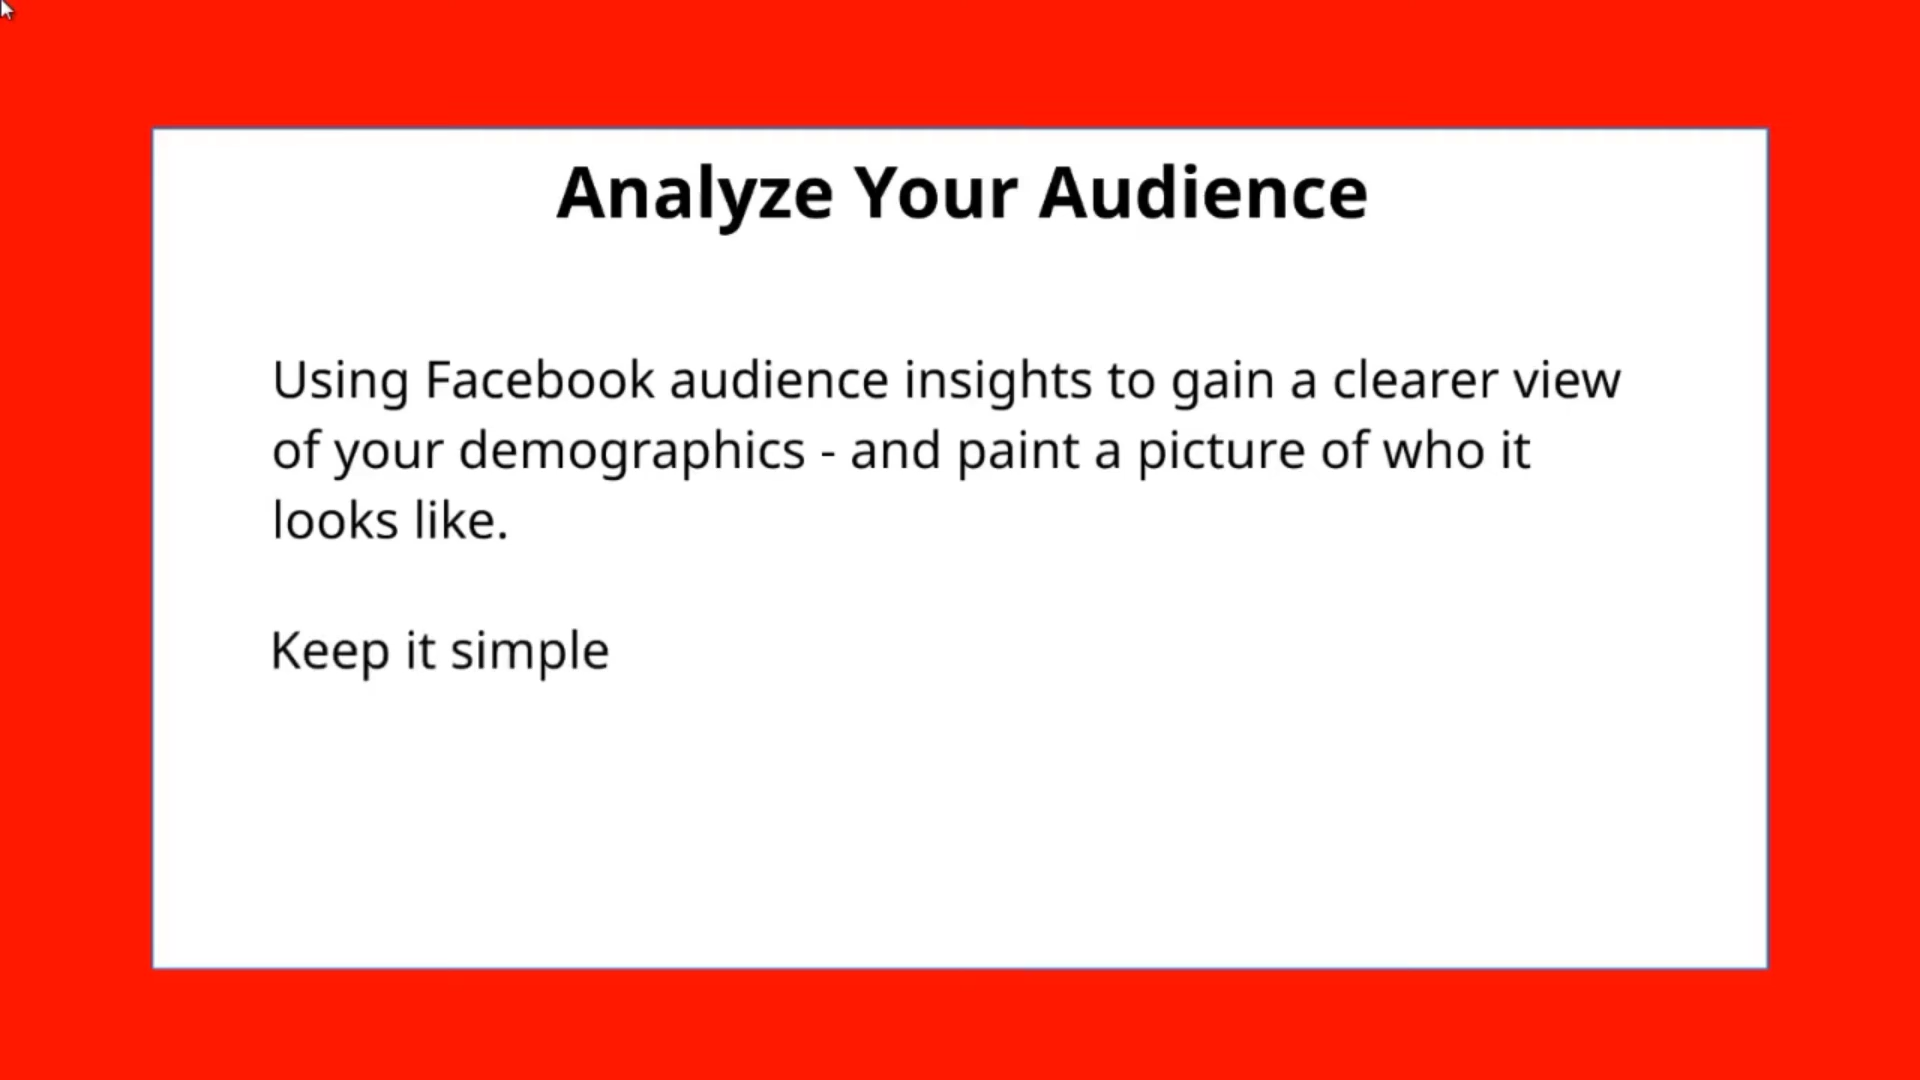 Analyze Your Audience
Using Facebook audience insights to gain a clearer view
of your demographics - and paint a picture of who it
looks like.
Keep it simple